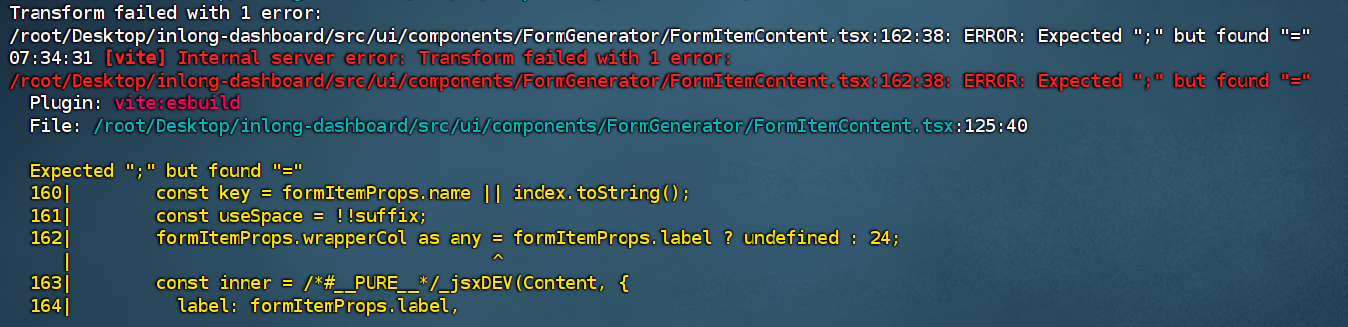 Transform failed with 1 error:
/root/Desktop/inlong-dashboard/src/ui/components/FormGenerator/FormItemContent.tsx:162:38: ERROR: Expected ";" but found "="
07:34:31 [vite] Internal server error: Transform failed with 1 error:
/root/Desktop/inlong-dashboard/src/ui/components/FormGenerator/FormItemContent.tsx:162:38: ERROR: Expected ";" but found "="
  Plugin: vite:esbuild
  File: /root/Desktop/inlong-dashboard/src/ui/components/FormGenerator/FormItemContent.tsx:125:40
  Expected ";" but found "="
  160|        const key = formItemProps.name || index.toString();
  161|        const useSpace = !!suffix;
  162|        formItemProps.wrapperCol as any = formItemProps.label ? undefined : 24;
     |                                        ^
  163|        const inner = /*#__PURE__*/_jsxDEV(Content, {
  164|          label: formItemProps.label,